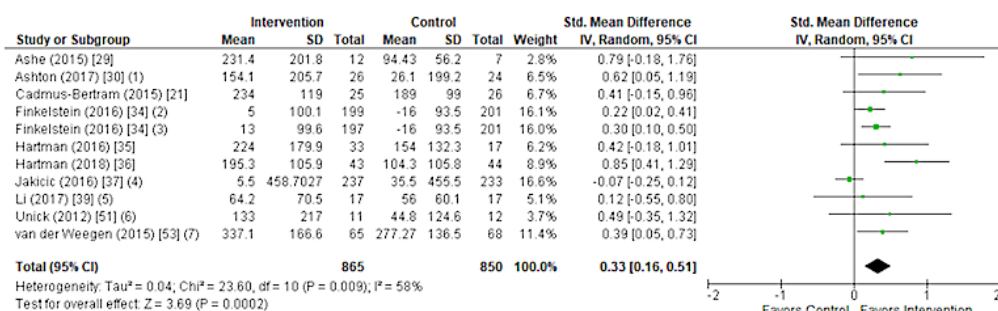 Intervention Control Std. Mean Difference Std. Mean Difference
Study or Subgroup Mean SD Total Mean SD Total Weight IV, Random, 95% CI IV, Random, 95% CI
Ashe (2015) [29] 231.4 201.8 12 94.43 56.2 7 2.8% 0.79 [-0.18, 1.76]
Ashton (2017) [30] (1) 154.1 205.7 26 26.1 199.2 24 6.6% 0.62 [0.05, 1.19]
Cadmus-Bertram (2015) [21] 234 119 25 189 99 26 6.7% 0.41 [-0.15, 0.96]
Finkelstein (2016) [34] (2) 5 100.1 199 -16 93.5 201 16.1% 0.22 [0.02, 0.41]
Finkelstein (2016) [34] (3) 13 99.6 197 -16 93.5 201 16.0% 0.30 [0.10, 0.50]
Hartman (2016) [35] 224 179.9 33 154 132.3 17 6.2% 0.42 [-0.18, 1.01]
Hartman (2018) [36] 195.3 105.9 43 104.3 105.8 44 8.9% 0.85 [0.41, 1.29]
Jakicic (2016) [37] (4) 5.5 458.7027 237 35.5 455.5 233 16.6% -0.07 [-0.25, 0.12]
Li (2017) [39] (5) 64.2 70.5 17 56 60.1 17 5.1% 0.12 [-0.55, 0.80]
Unick (2012) [51] (6) 133 217 11 44.8 124.6 12 3.7% 0.49 [-0.35, 1.32]
van der Weegen (2015) [53] (7) 337.1 166.6 65 277.27 136.5 68 11.4% 0.39 [0.05, 0.73]
Total (95% CI) 865 850 100.0% 0.33 [0.16, 0.51]
Heterogeneity: Tau² = 0.04; Chi² = 23.60, df = 10 (P = 0.009); I² = 58%
Test for overall effect: Z = 3.69 (P = 0.0002)
-2 -1 0 1 2
Favors Control Favors Intervention